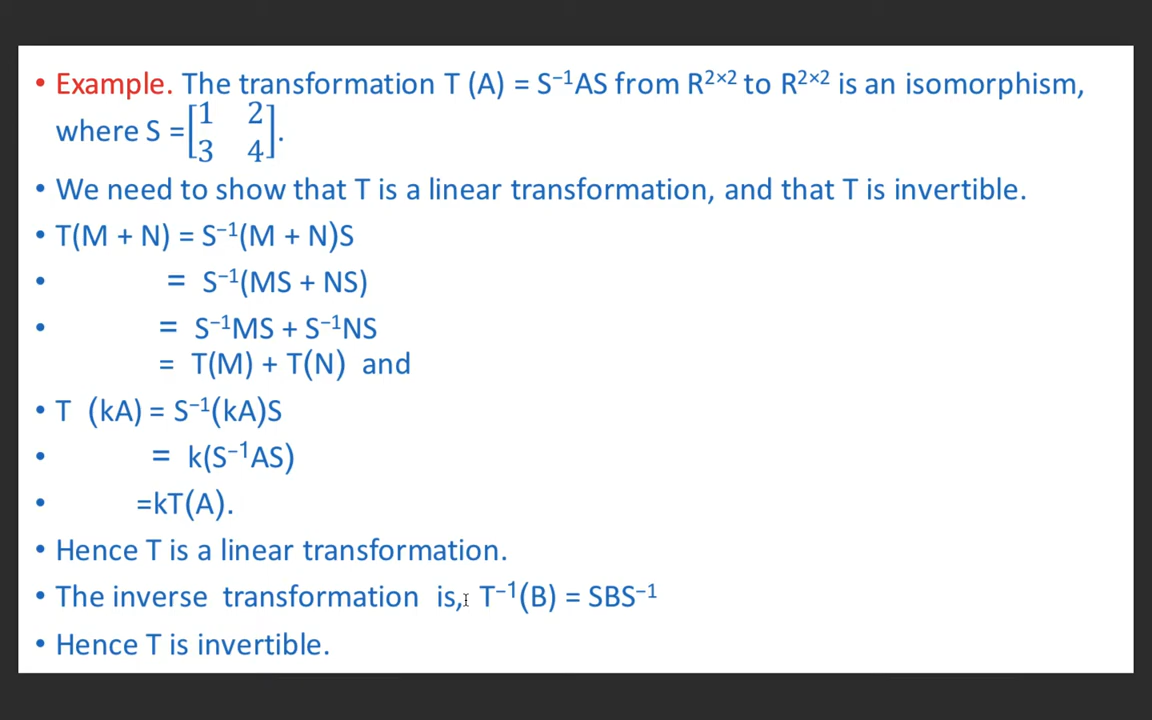 • Example. The transformation T (A) = S⁻¹AS from R²ˣ² to R²ˣ² is an isomorphism,
where S = [1 2; 3 4].
• We need to show that T is a linear transformation, and that T is invertible.
• T(M + N) = S⁻¹(M + N)S
• = S⁻¹(MS + NS)
• = S⁻¹MS + S⁻¹NS
= T(M) + T(N) and
• T (kA) = S⁻¹(kA)S
• = k(S⁻¹AS)
• =kT(A).
• Hence T is a linear transformation.
• The inverse transformation is, T⁻¹(B) = SBS⁻¹
• Hence T is invertible.